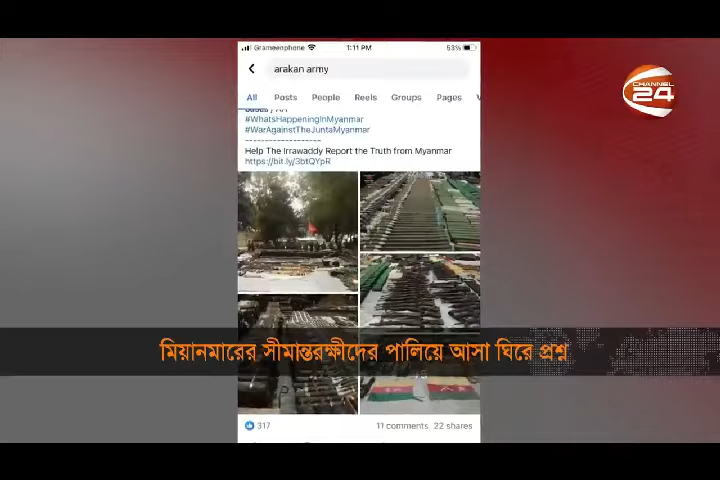 Grameenphone
1:11 PM
53%
arakan army
All Posts People Reels Groups Pages
#WhatsHappeningInMyanmar
#WarAgainstTheJuntaMyanmar
--------------------
Help The Irrawaddy Report the Truth from Myanmar
https://bit.ly/3btQYpR
CHANNEL
24
মিয়ানমারের সীমান্তরক্ষীদের পালিয়ে আসা ঘিরে প্রশ্ন
317
11 comments 22 shares